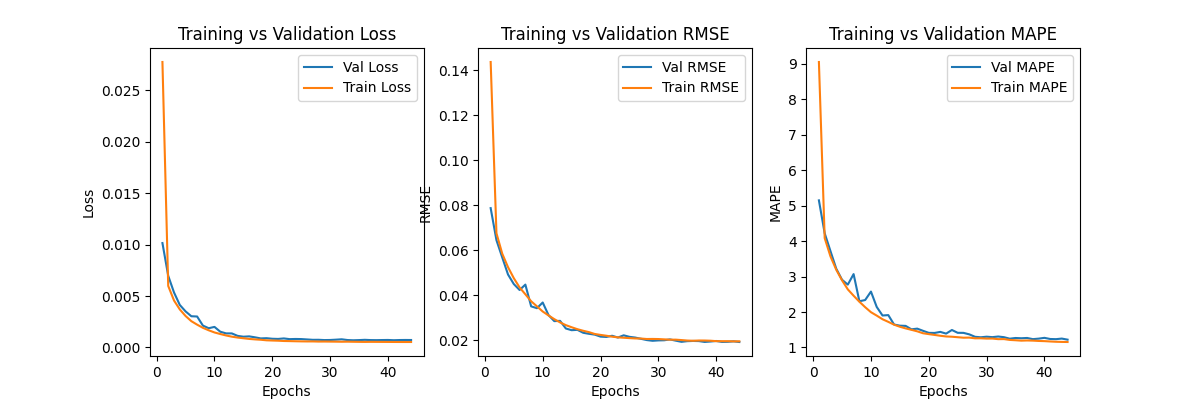 Training vs Validation Loss
Val Loss
Train Loss
0.025
0.020
0.015
0.010
0.005
0.000
Loss
0 10 20 30 40
Epochs
Training vs Validation RMSE
Val RMSE
Train RMSE
0.14
0.12
0.10
0.08
0.06
0.04
0.02
RMSE
0 10 20 30 40
Epochs
Training vs Validation MAPE
Val MAPE
Train MAPE
9
8
7
6
5
4
3
2
1
MAPE
0 10 20 30 40
Epochs